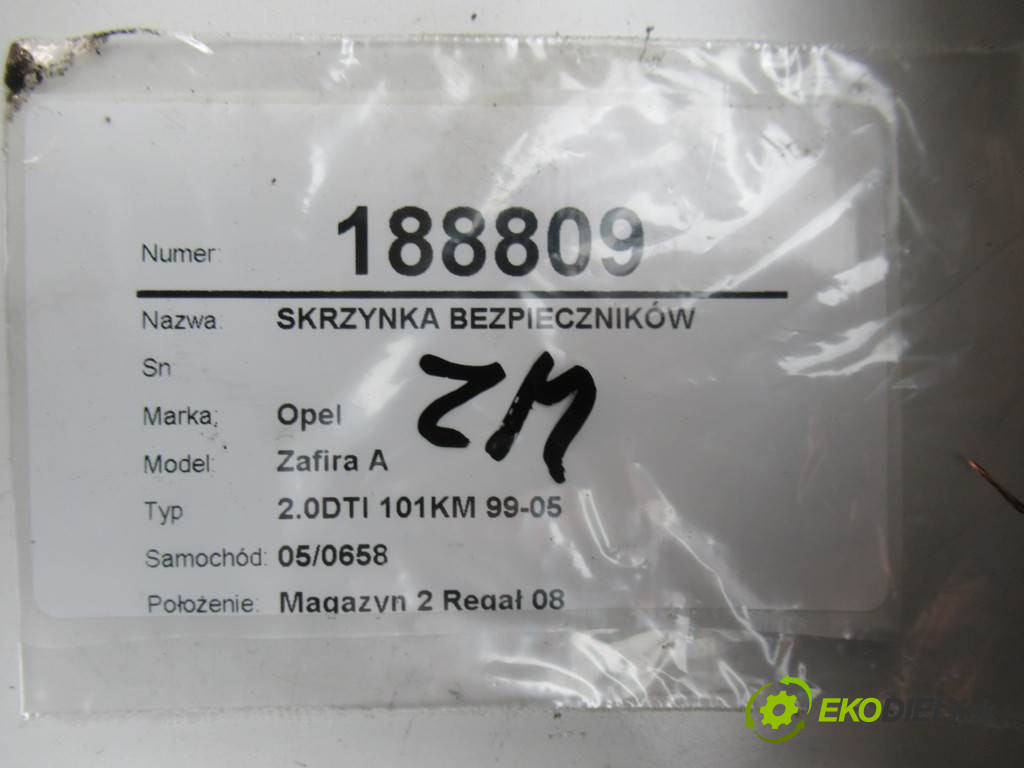 Numer: 188809
Nazwa: SKRZYNKA BEZPIECZNIKÓW
Sn
ZM
Marka: Opel
Model: Zafira A
Typ 2.0DTI 101KM 99-05
Samochód: 05/0658
Położenie: Magazyn 2 Regał 08